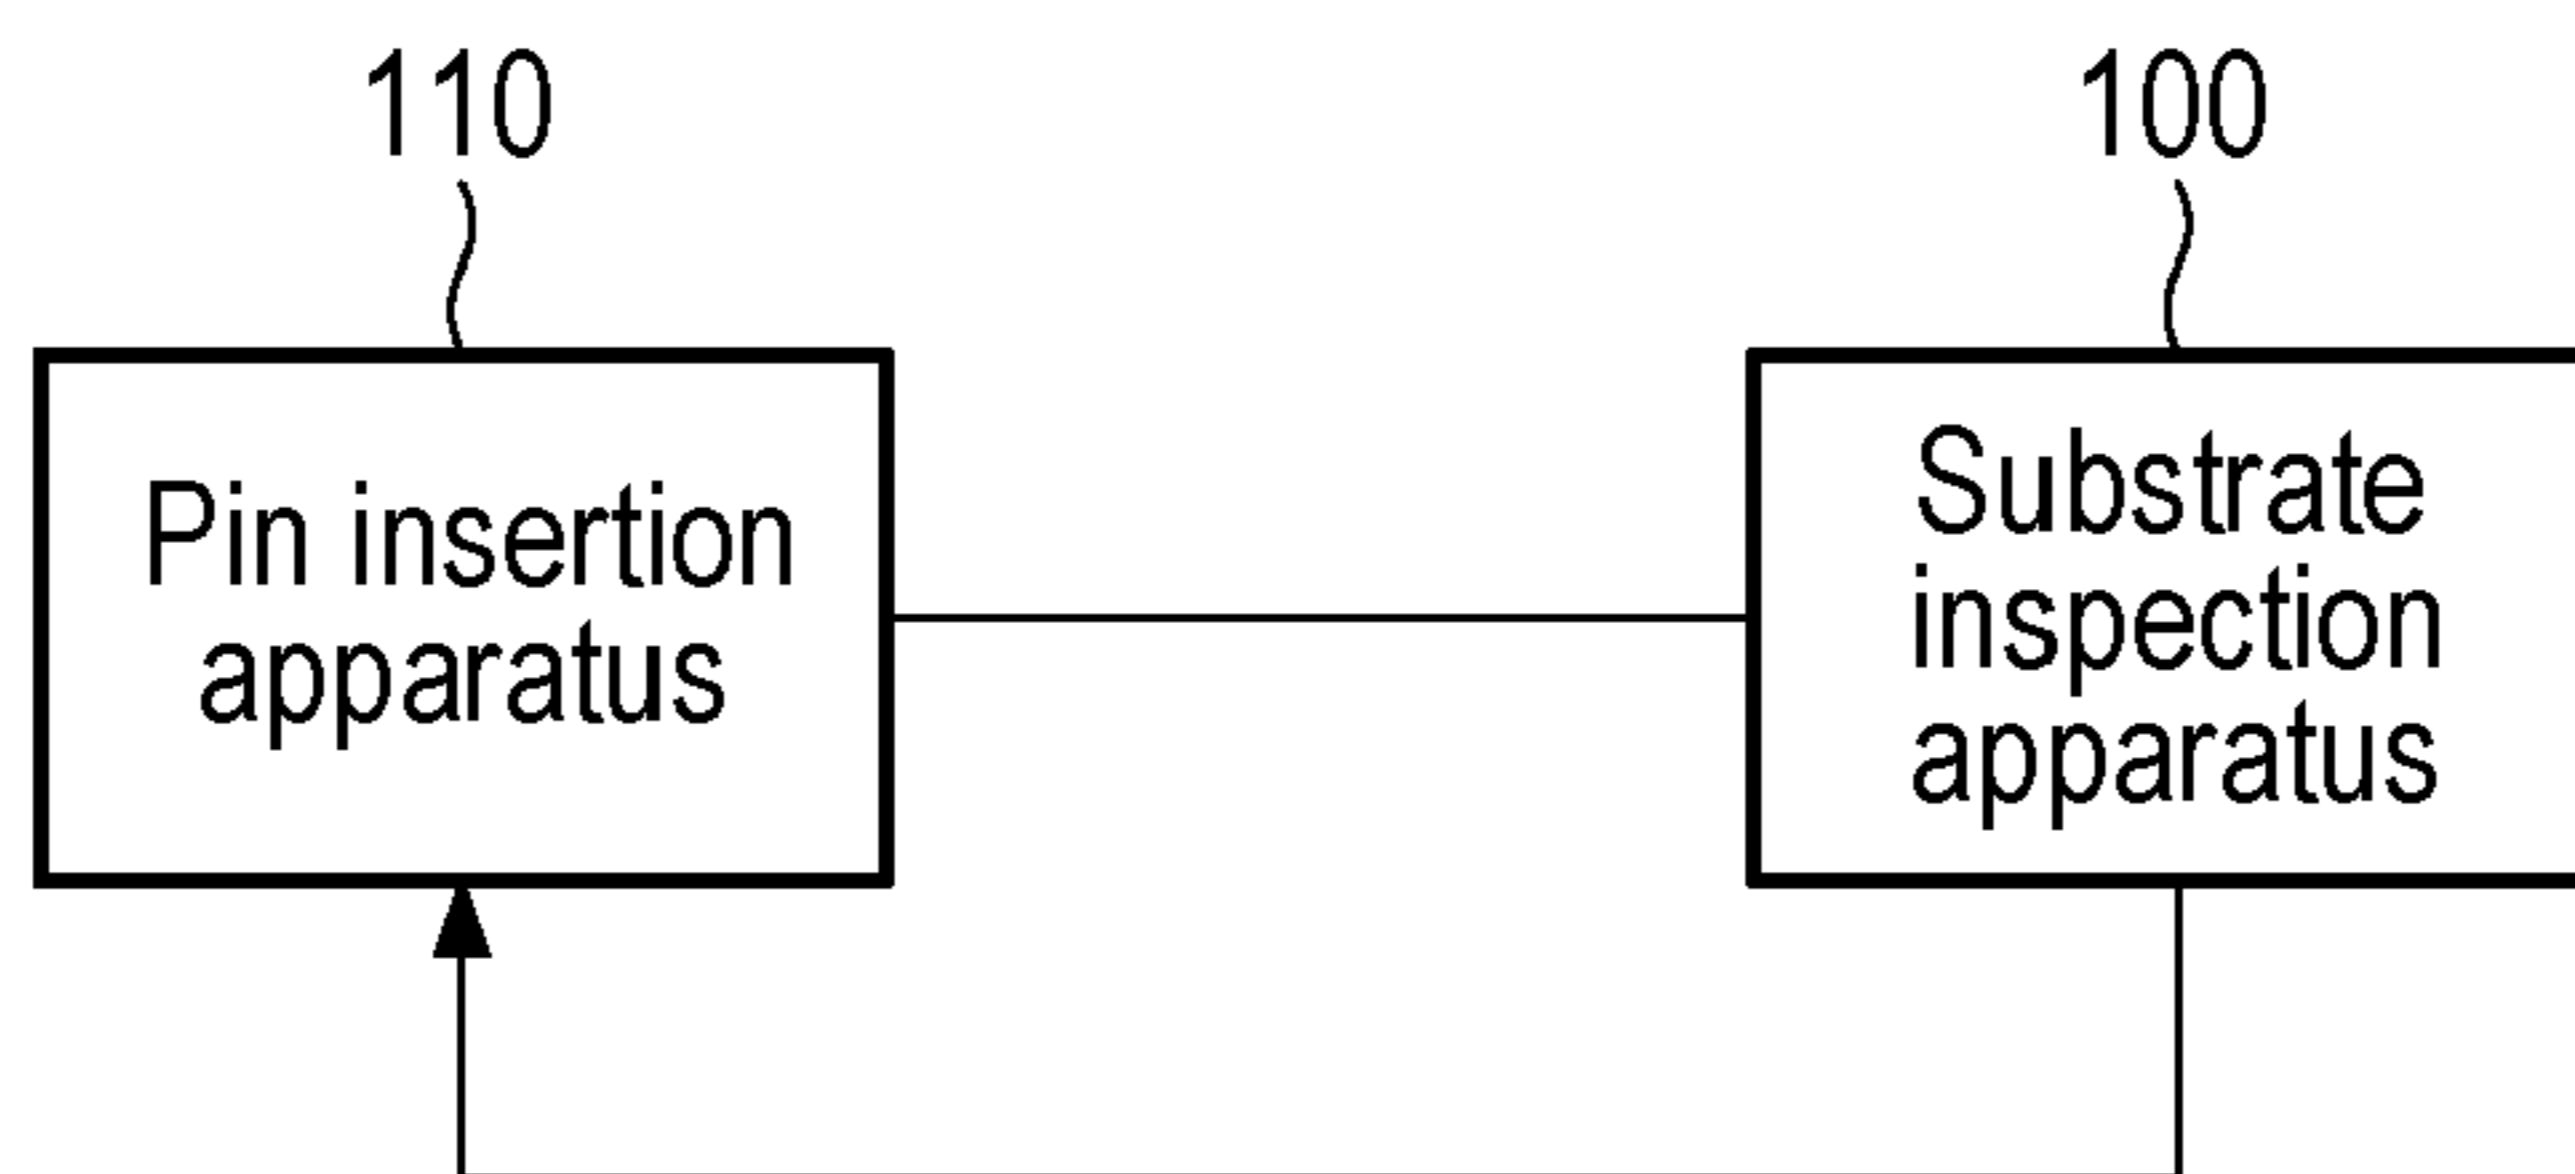 110
100
Pin insertion
apparatus
Substrate
inspection
apparatus